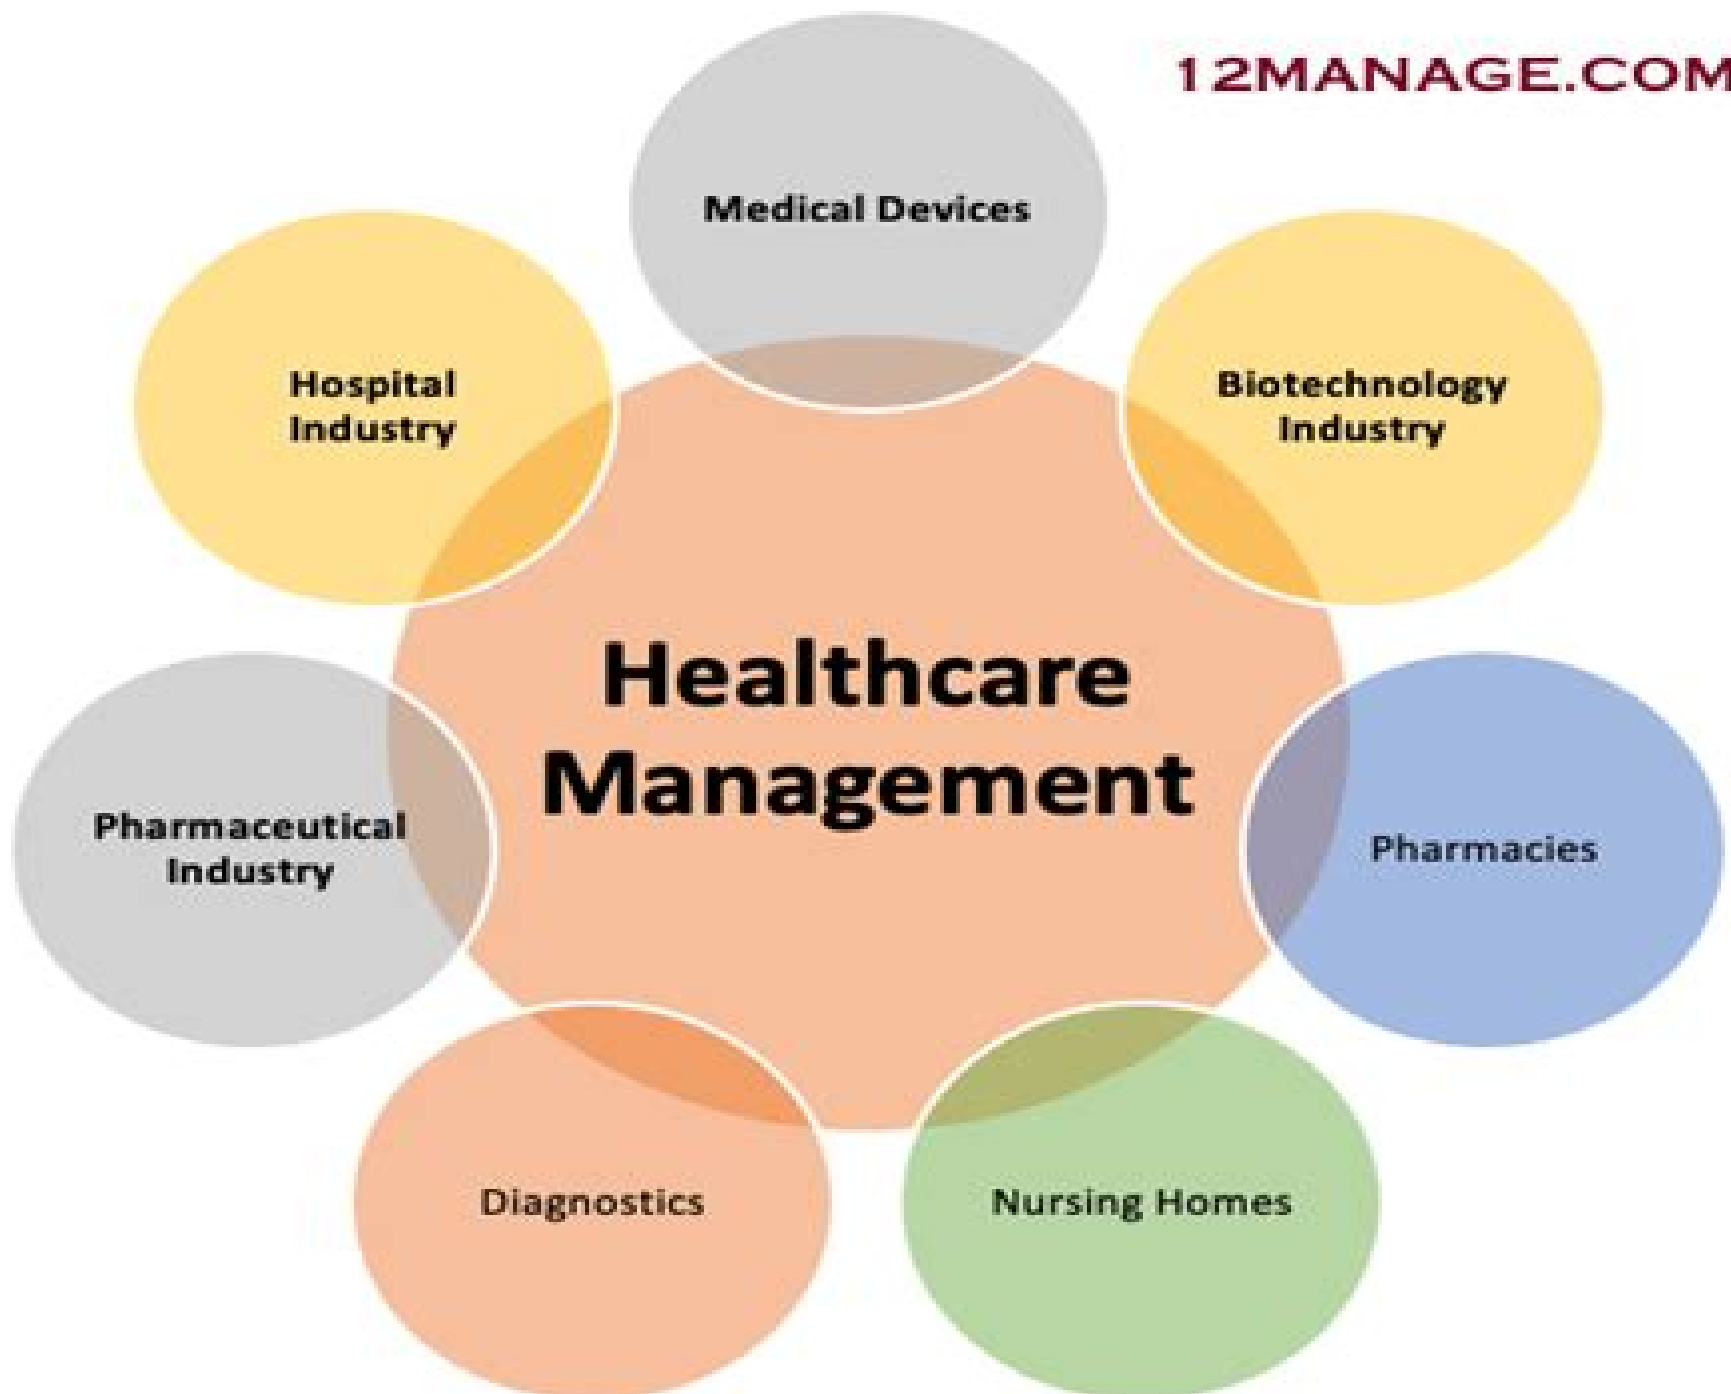 12MANAGE.COM
Medical Devices
Hospital
Industry
Biotechnology
Industry
Healthcare
Management
Pharmaceutical
Industry
Pharmacies
Diagnostics
Nursing Homes